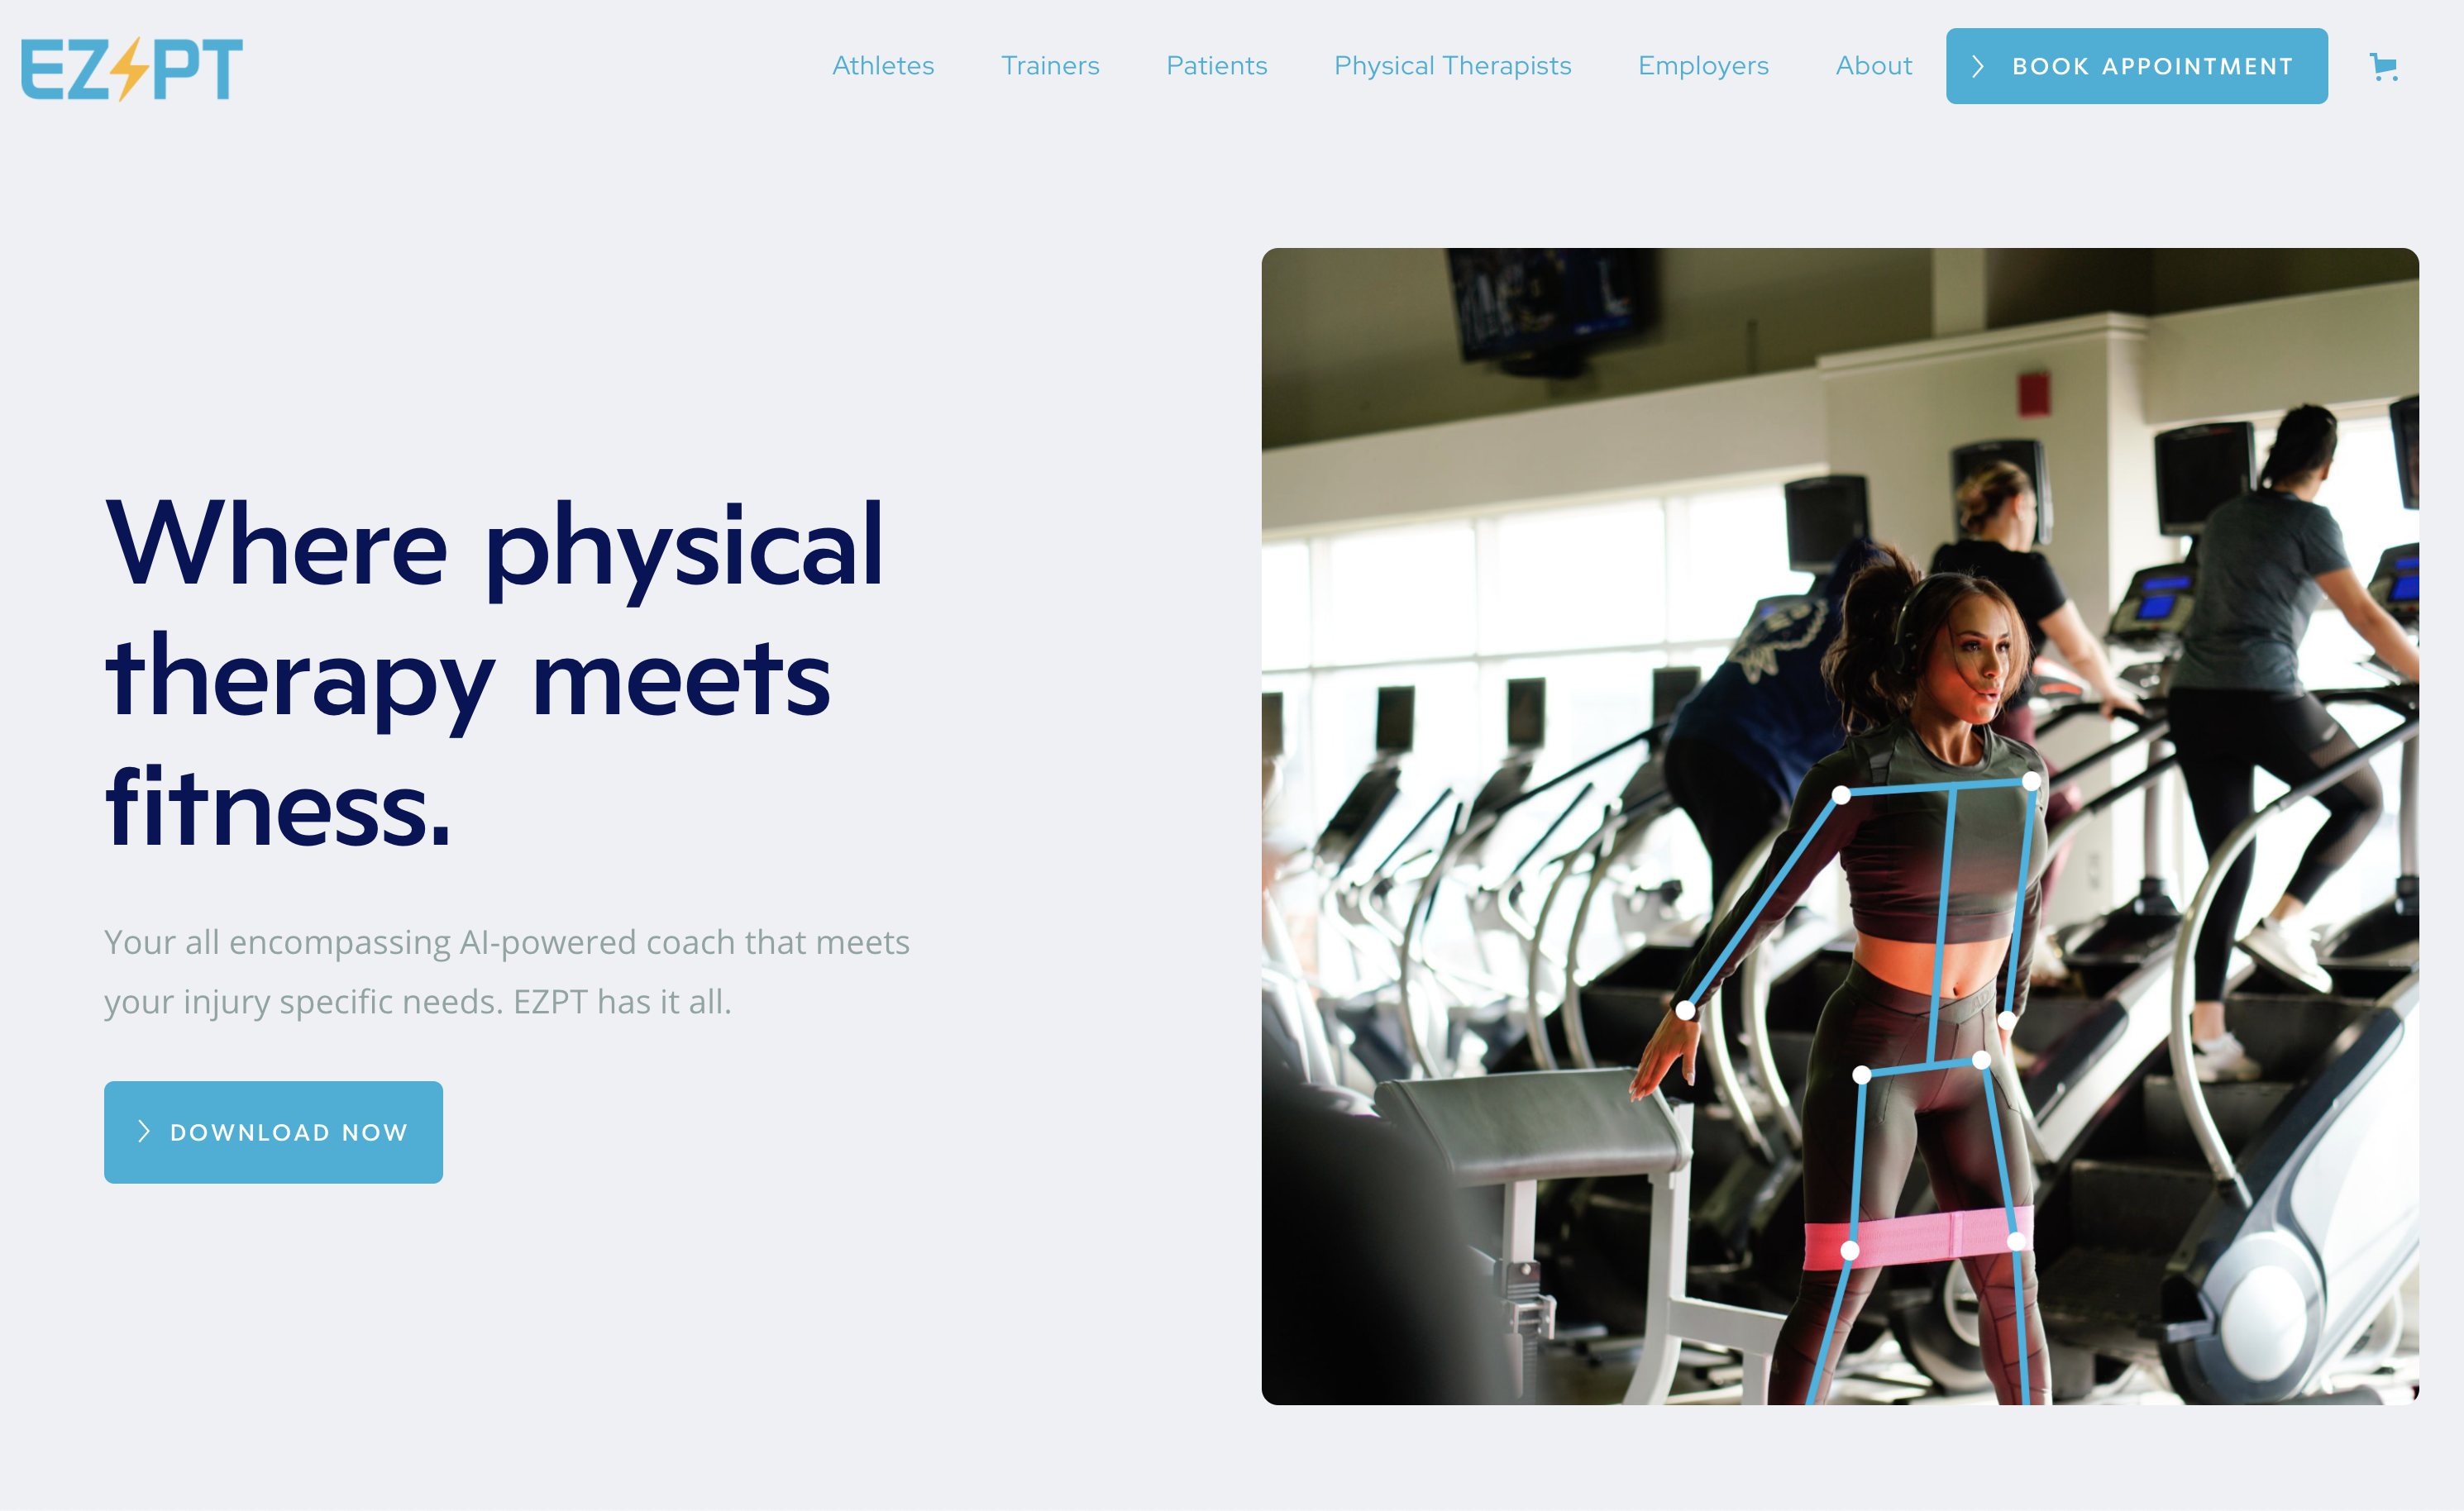 EZPT
Athletes
Trainers
Patients
Physical Therapists
Employers
About
BOOK APPOINTMENT
Where physical
therapy meets
fitness.
Your all encompassing AI-powered coach that meets
your injury specific needs. EZPT has it all.
DOWNLOAD NOW